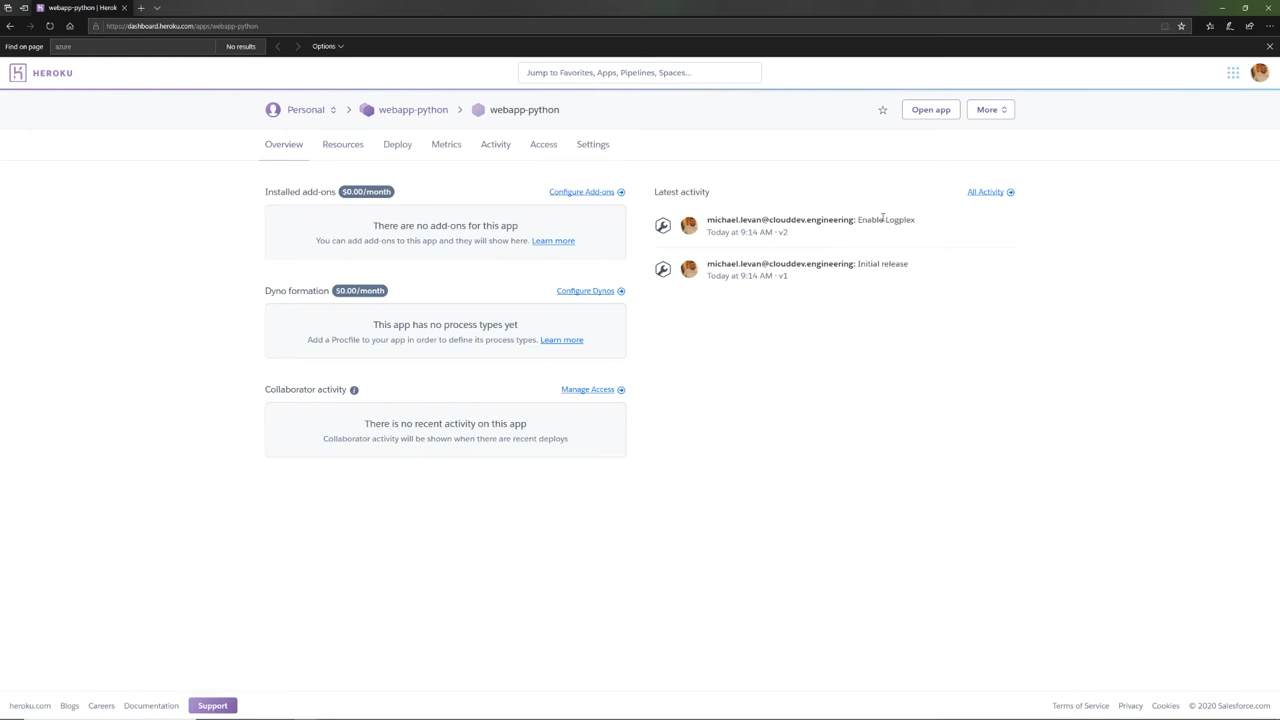 webapp-python | Herok
https://dashboard.heroku.com/apps/webapp-python
Find on page azure No results Options
HEROKU
Jump to Favorites, Apps, Pipelines, Spaces...
Personal webapp-python webapp-python
Open app More
Overview Resources Deploy Metrics Activity Access Settings
Installed add-ons $0.00/month Configure Add-ons
There are no add-ons for this app
You can add add-ons to this app and they will show here. Learn more
Dyno formation $0.00/month Configure Dynos
This app has no process types yet
Add a Procfile to your app in order to define its process types. Learn more
Collaborator activity Manage Access
There is no recent activity on this app
Collaborator activity will be shown when there are recent deploys
Latest activity All Activity
michael.levan@clouddev.engineering: Enable Logplex
Today at 9:14 AM · v2
michael.levan@clouddev.engineering: Initial release
Today at 9:14 AM · v1
heroku.com Blogs Careers Documentation Support
Terms of Service Privacy Cookies © 2020 Salesforce.com